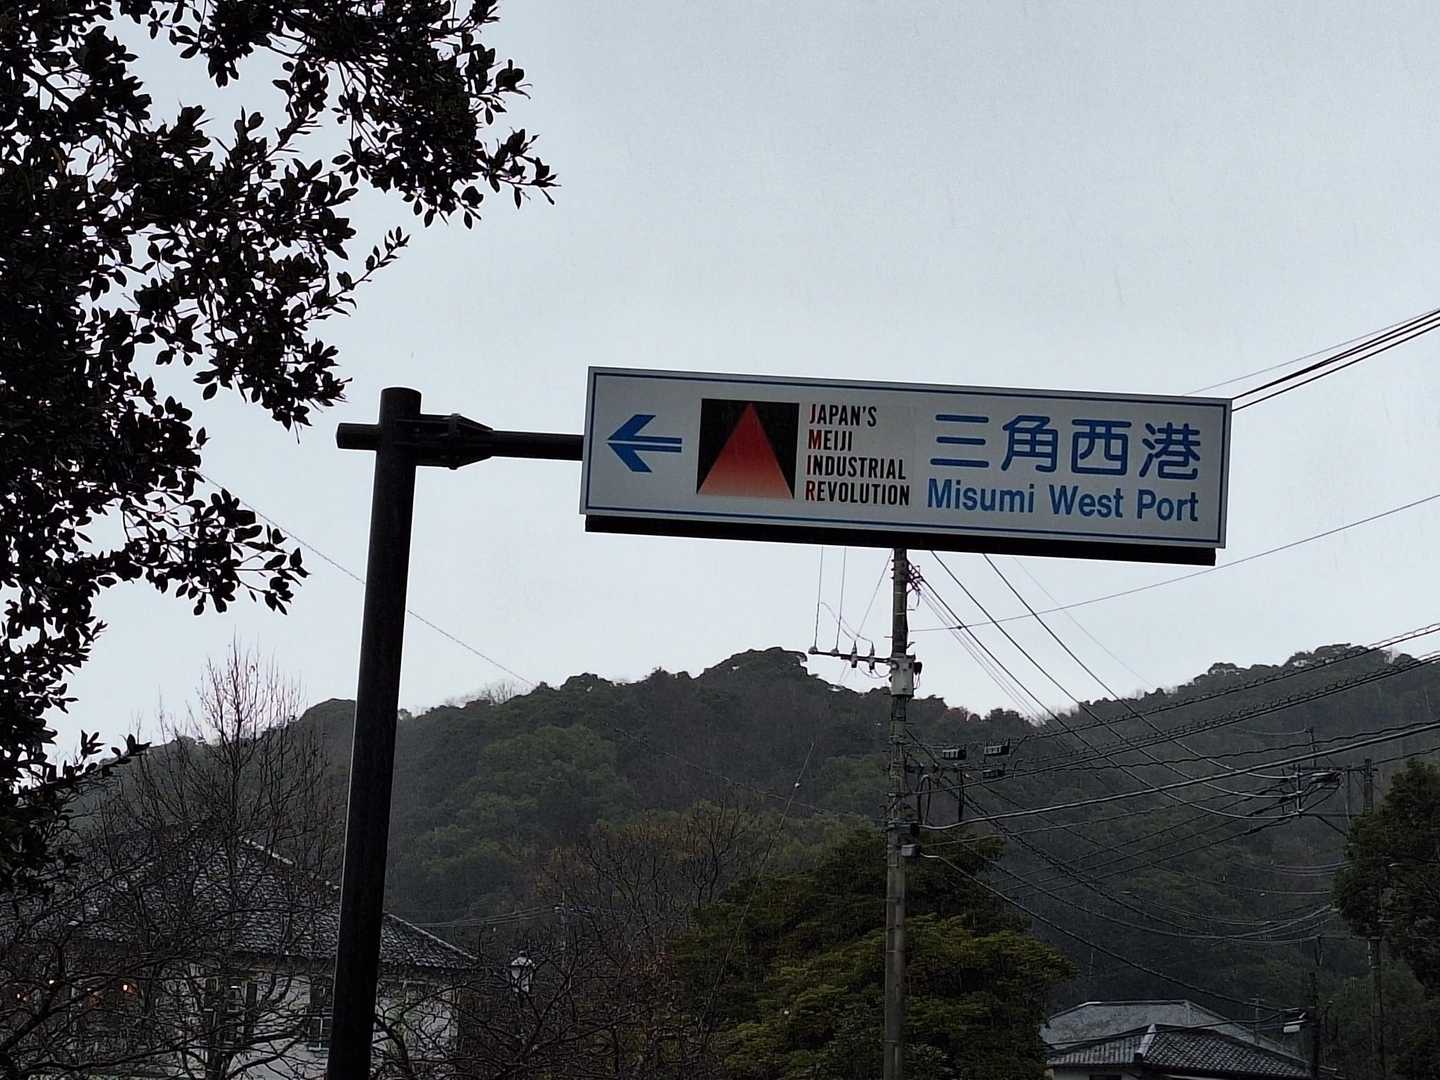 JAPAN'S
MEIJI
INDUSTRIAL
REVOLUTION
三角西港
Misumi West Port